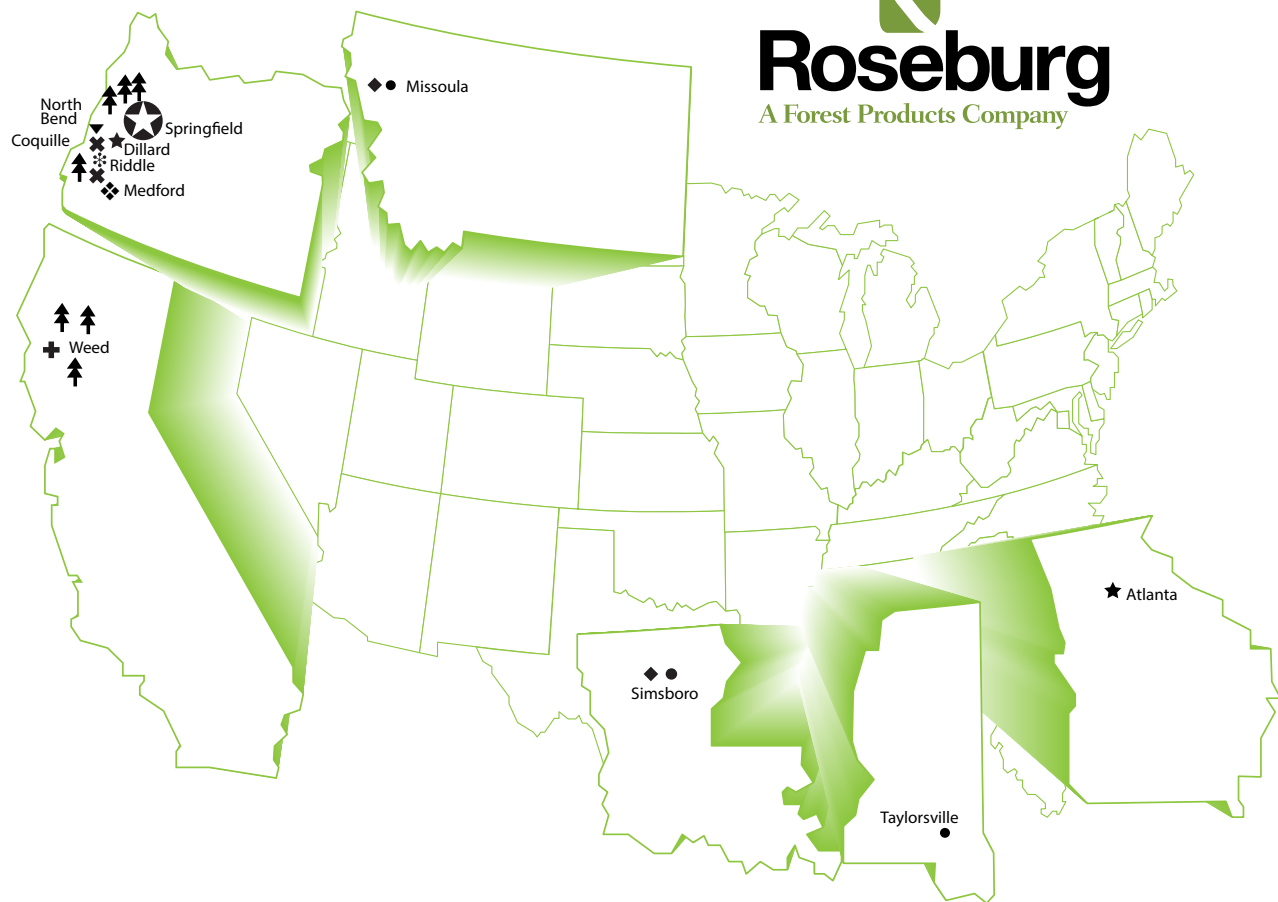 Roseburg
A Forest Products Company
Missoula
North
Bend
Springfield
Coquille
Dillard
Riddle
Medford
Weed
Atlanta
Simsboro
Taylorsville